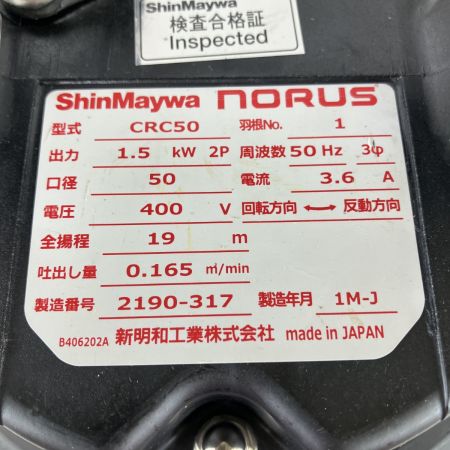 ShinMaywa
検査合格証
Inspected
ShinMaywa NORUS
型式 CRC50 羽根No. 1
出力 1.5 kW 2P 周波数 50 Hz 3φ
口径 50 電流 3.6 A
電圧 400 V 回転方向 ←→ 反動方向
全揚程 19 m
吐出し量 0.165 ㎥/min
製造番号 2190-317 製造年月 1M-J
B406202A 新明和工業株式会社 made in JAPAN